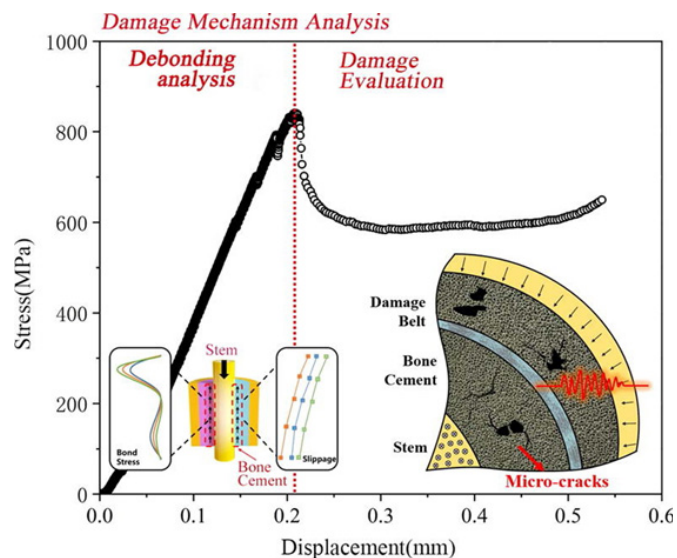 Damage Mechanism Analysis
Debonding
analysis
Damage
Evaluation
1000
800
600
400
200
0
Stress(MPa)
Stem
Bond
Stress
Slippage
Bone
Cement
Damage
Belt
Bone
Cement
Stem
Micro-cracks
0.0
0.1
0.2
0.3
0.4
0.5
0.6
Displacement(mm)